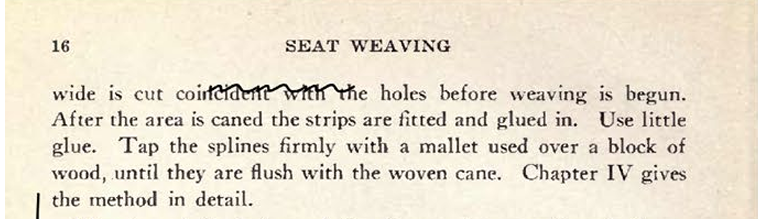 16 SEAT WEAVING
wide is cut coincident with the holes before weaving is begun.
After the area is caned the strips are fitted and glued in. Use little
glue. Tap the splines firmly with a mallet used over a block of
wood, until they are flush with the woven cane. Chapter IV gives
the method in detail.